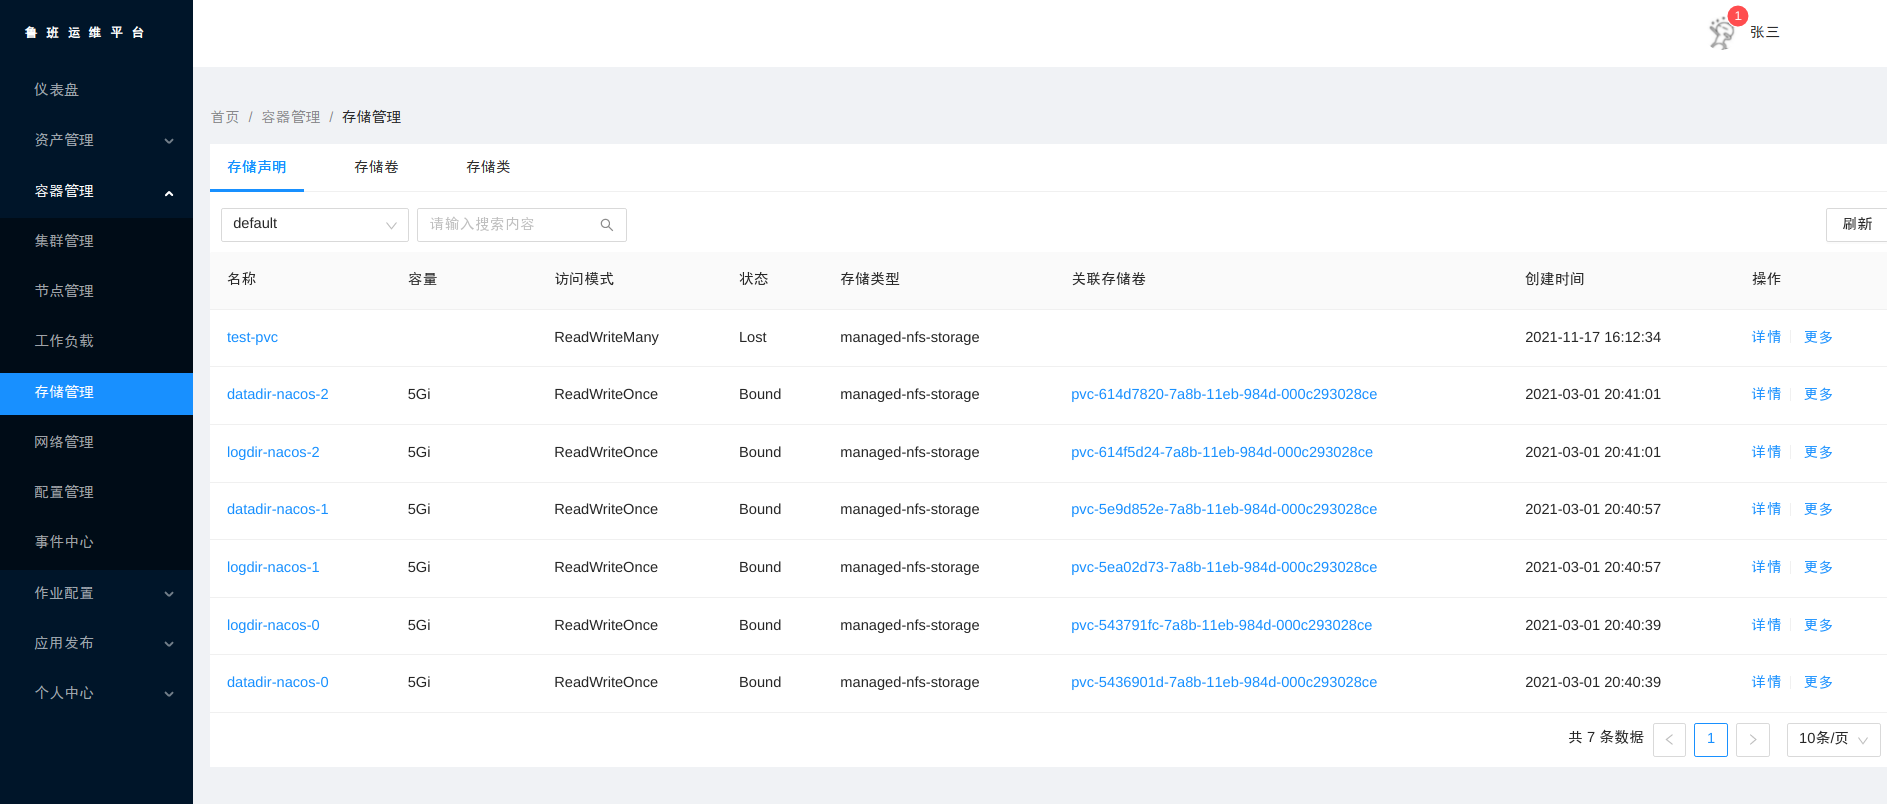 鲁班运维平台
1
张三
仪表盘
资产管理
容器管理
集群管理
节点管理
工作负载
存储管理
网络管理
配置管理
事件中心
作业配置
应用发布
个人中心
首页 / 容器管理 / 存储管理
存储声明 存储卷 存储类
default 请输入搜索内容 刷新
名称 容量 访问模式 状态 存储类型 关联存储卷 创建时间 操作
test-pvc ReadWriteMany Lost managed-nfs-storage 2021-11-17 16:12:34 详情 更多
datadir-nacos-2 5Gi ReadWriteOnce Bound managed-nfs-storage pvc-614d7820-7a8b-11eb-984d-000c293028ce 2021-03-01 20:41:01 详情 更多
logdir-nacos-2 5Gi ReadWriteOnce Bound managed-nfs-storage pvc-614f5d24-7a8b-11eb-984d-000c293028ce 2021-03-01 20:41:01 详情 更多
datadir-nacos-1 5Gi ReadWriteOnce Bound managed-nfs-storage pvc-5e9d852e-7a8b-11eb-984d-000c293028ce 2021-03-01 20:40:57 详情 更多
logdir-nacos-1 5Gi ReadWriteOnce Bound managed-nfs-storage pvc-5ea02d73-7a8b-11eb-984d-000c293028ce 2021-03-01 20:40:57 详情 更多
logdir-nacos-0 5Gi ReadWriteOnce Bound managed-nfs-storage pvc-543791fc-7a8b-11eb-984d-000c293028ce 2021-03-01 20:40:39 详情 更多
datadir-nacos-0 5Gi ReadWriteOnce Bound managed-nfs-storage pvc-5436901d-7a8b-11eb-984d-000c293028ce 2021-03-01 20:40:39 详情 更多
共 7 条数据 1 10条/页